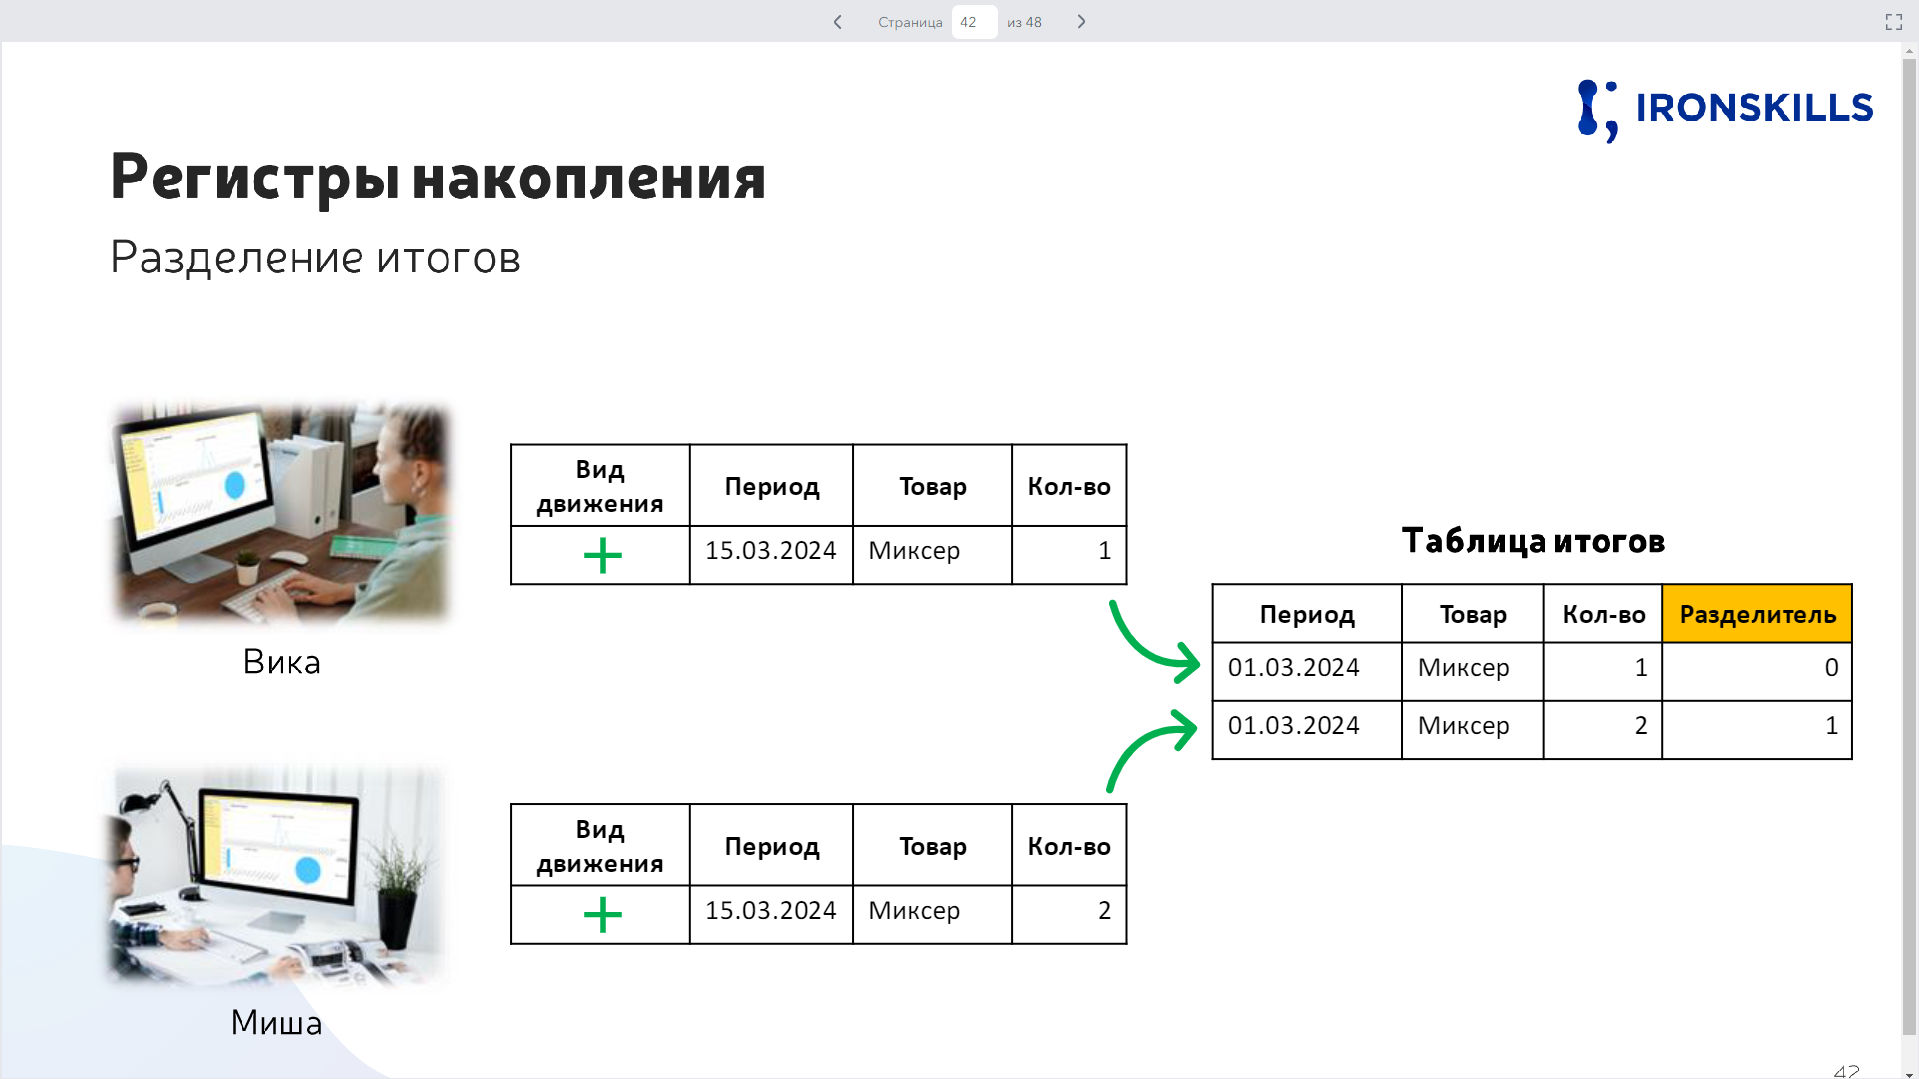 Страница 42 из 48
IRONSKILLS
Регистры накопления
Разделение итогов
Вид движения Период Товар Кол-во
+ 15.03.2024 Миксер 1
Вика
Таблица итогов
Период Товар Кол-во Разделитель
01.03.2024 Миксер 1 0
01.03.2024 Миксер 2 1
Вид движения Период Товар Кол-во
+ 15.03.2024 Миксер 2
Миша
42